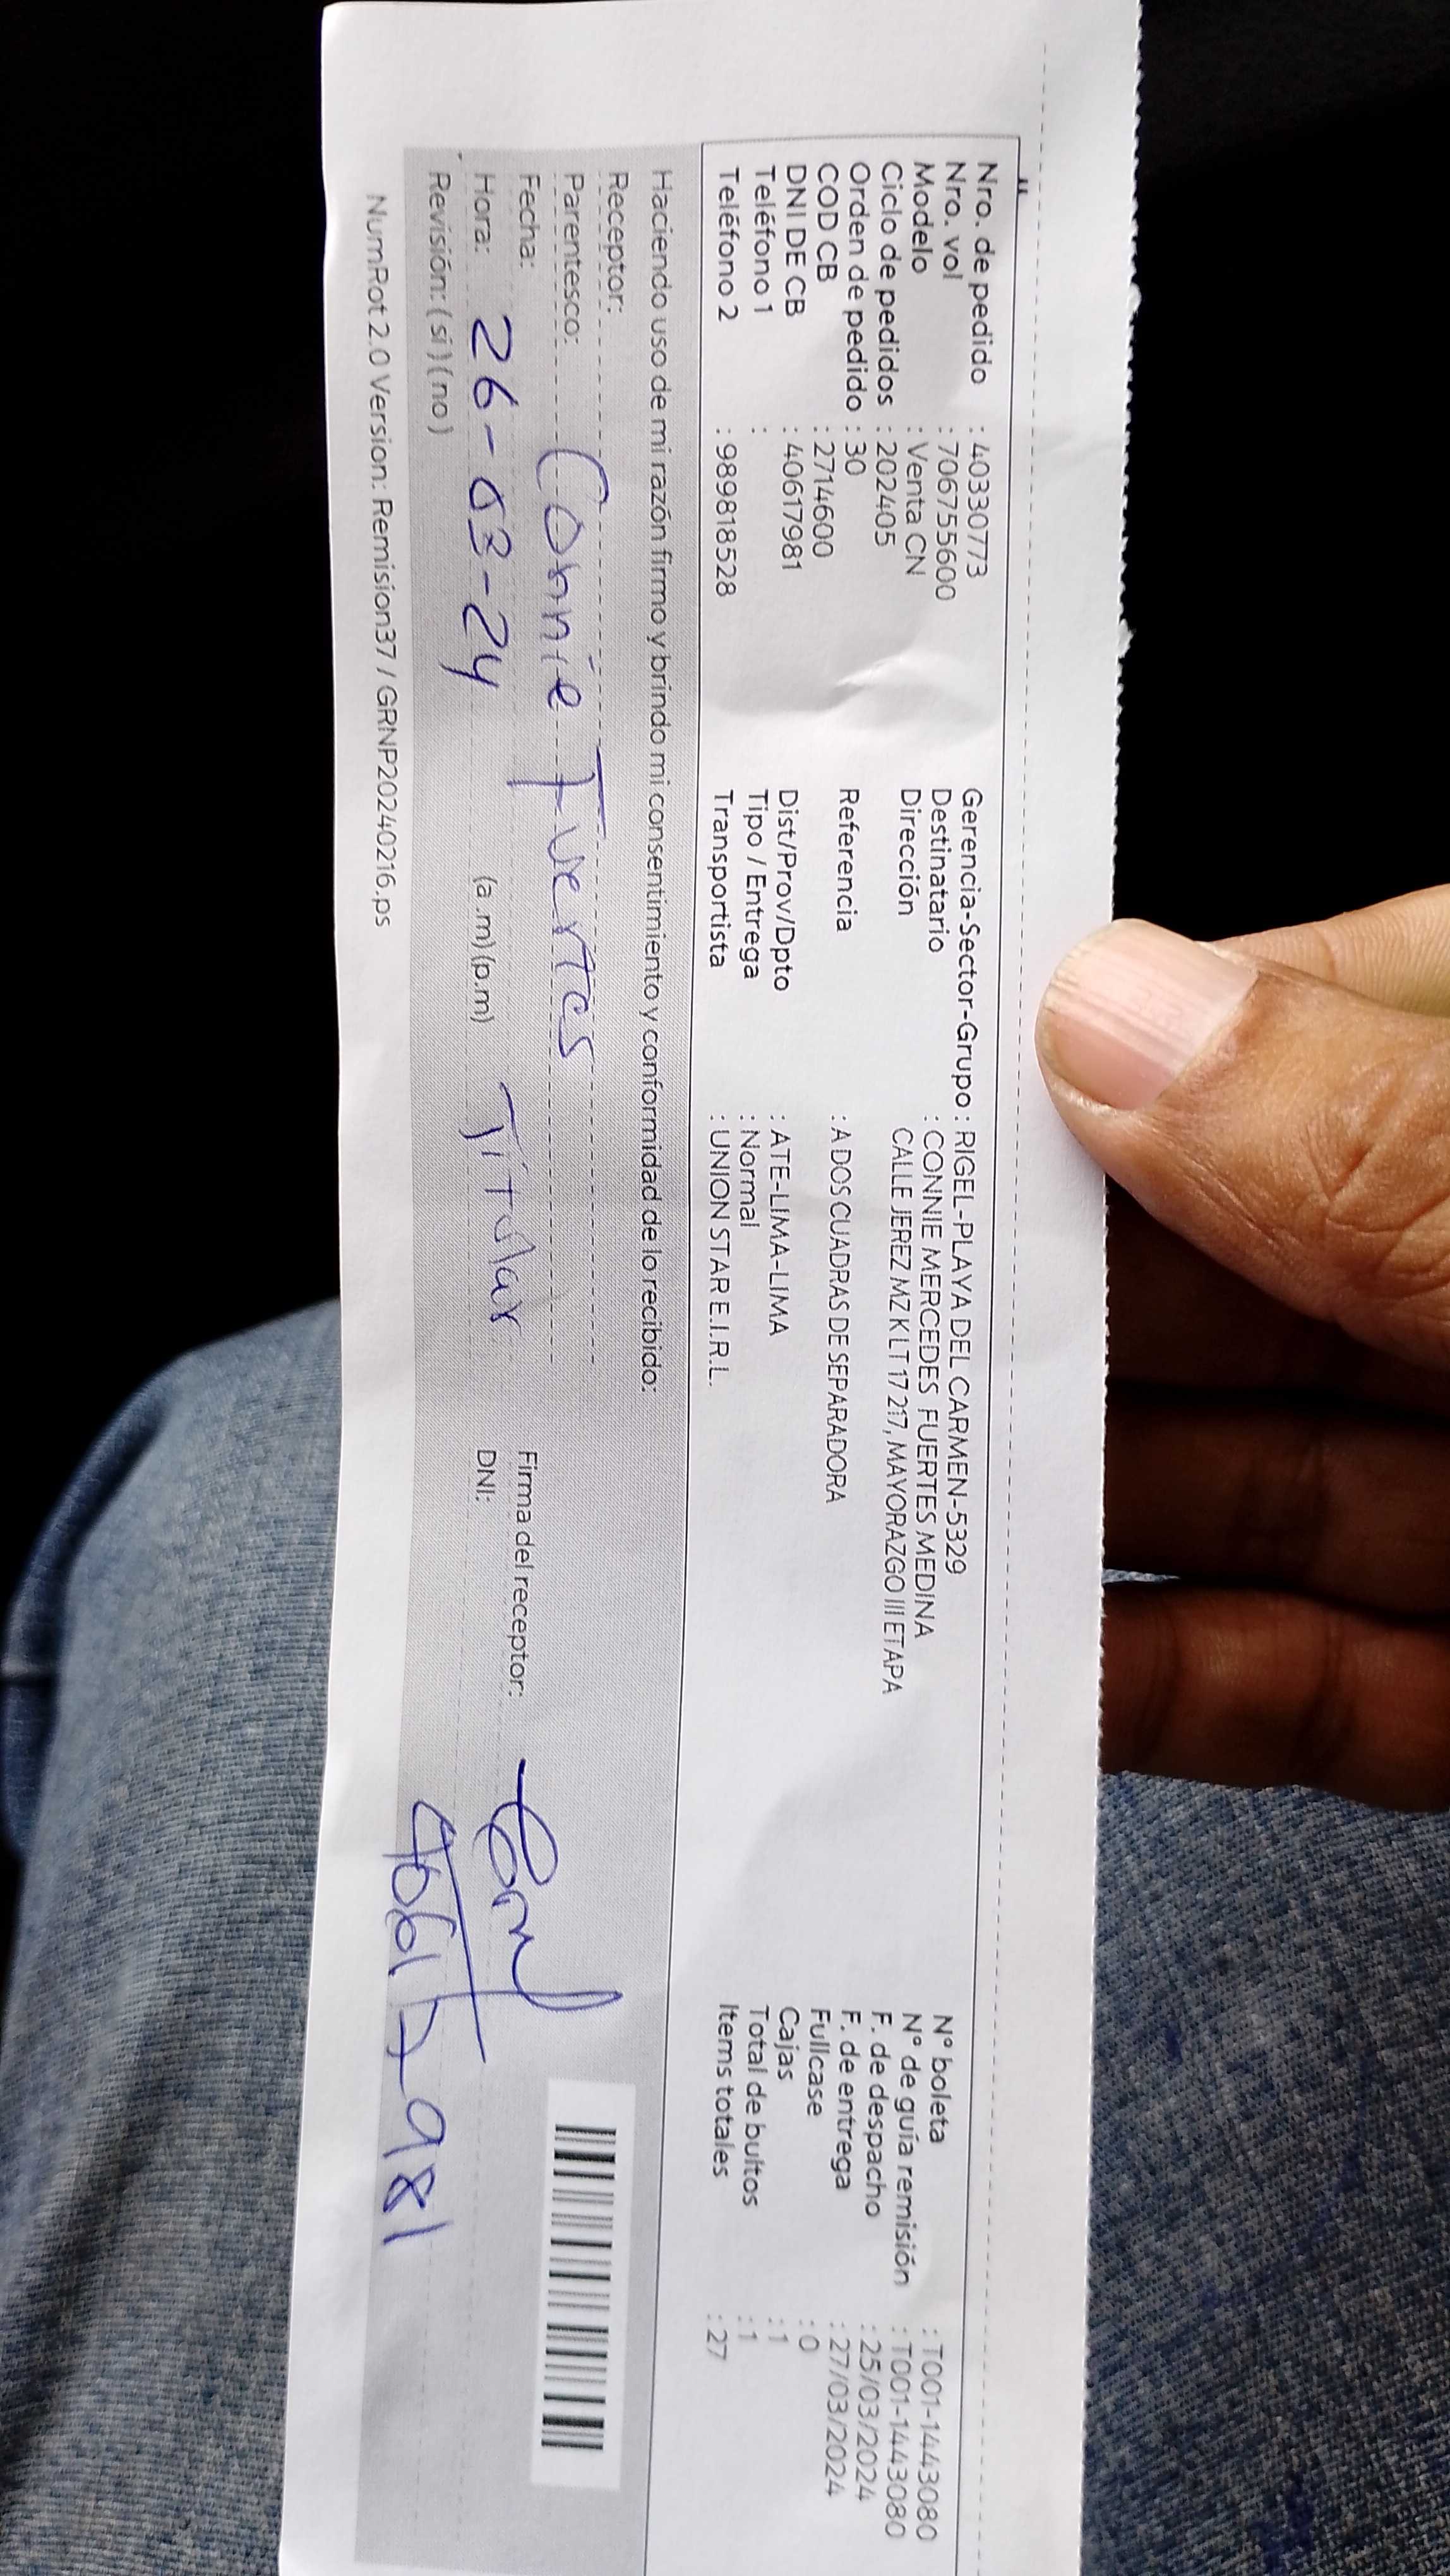 Nro. de pedido : 40330773
Nro. vol : 706755600
Modelo : Venta CN
Ciclo de pedidos : 202405
Orden de pedido : 30
COD CB : 2714600
DNI DE CB : 40617981
Teléfono 1 :
Teléfono 2 : 989818528
Gerencia-Sector-Grupo : RIGEL-PLAYA DEL CARMEN-5329
Destinatario : CONNIE MERCEDES FUERTES MEDINA
Dirección CALLE JEREZ MZ K LT 17 217, MAYORAZGO III ETAPA
Referencia : A DOS CUADRAS DE SEPARADORA
Dist/Prov/Dpto : ATE-LIMA-LIMA
Tipo / Entrega : Normal
Transportista : UNION STAR E.I.R.L.
N° boleta : T001-1443080
N° de guía remisión : T001-1443080
F. de despacho : 25/03/2024
F. de entrega : 27/03/2024
Fullcase : 0
Cajas : 1
Total de bultos : 1
Items totales : 27
Haciendo uso de mi razón firmo y brindo mi consentimiento y conformidad de lo recibido:
Receptor:
Parentesco: Connie Fuertes
Fecha: Titular
Hora: 26-03-24 (a.m) (p.m)
Revisión: ( si ) ( no )
Firma del receptor:
DNI: 40617981
NumRot 2.0 Version: Remision37 / GRNP20240216.ps